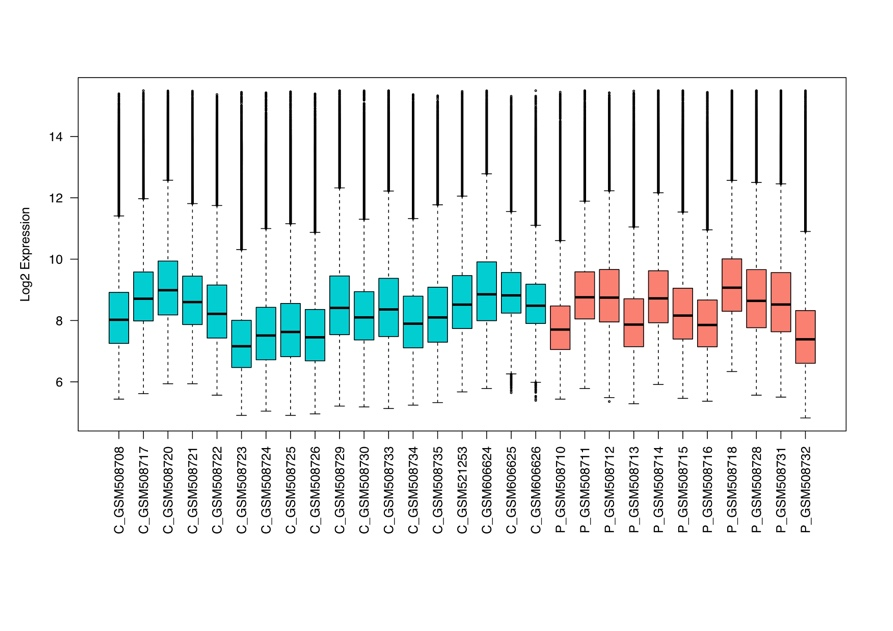 Log2 Expression
14
12
10
8
6
C_GSM508708
C_GSM508717
C_GSM508720
C_GSM508721
C_GSM508722
C_GSM508723
C_GSM508724
C_GSM508725
C_GSM508726
C_GSM508729
C_GSM508730
C_GSM508733
C_GSM508734
C_GSM508735
C_GSM521253
C_GSM606624
C_GSM606625
C_GSM606626
P_GSM508710
P_GSM508711
P_GSM508712
P_GSM508713
P_GSM508714
P_GSM508715
P_GSM508716
P_GSM508718
P_GSM508728
P_GSM508731
P_GSM508732